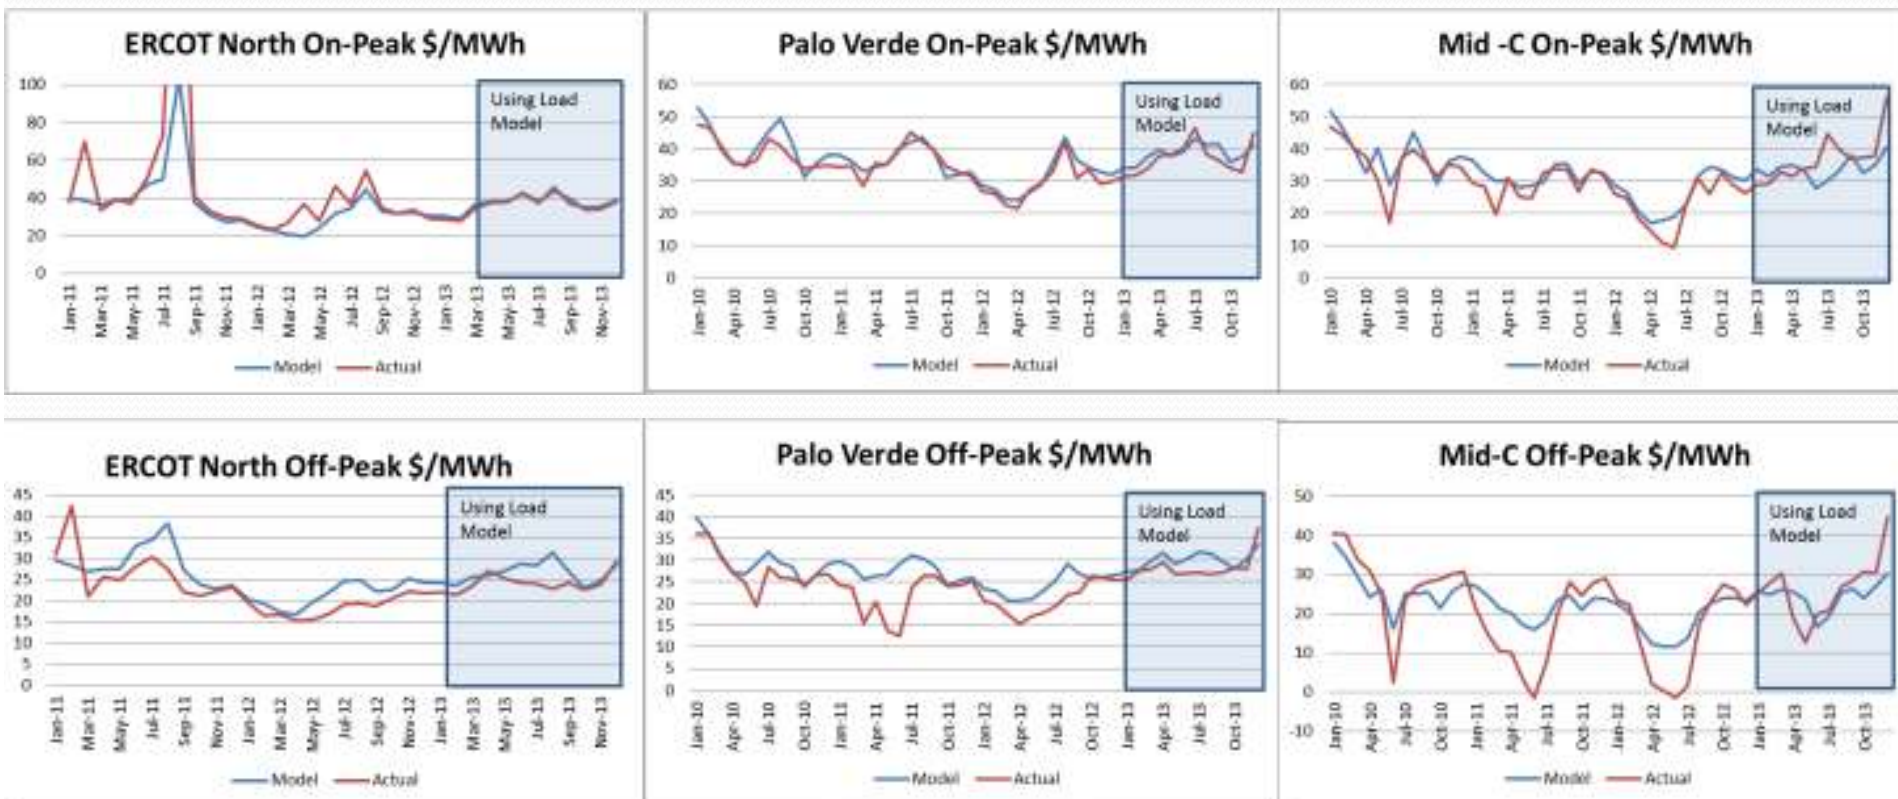 ERCOT North On-Peak $/MWh
100
80
60
40
20
0
Using Load
Model
Jan-11
Mar-11
May-11
Jul-11
Sep-11
Nov-11
Jan-12
Mar-12
May-12
Jul-12
Sep-12
Nov-12
Jan-13
Mar-13
May-13
Jul-13
Sep-13
Nov-13
Model Actual
Palo Verde On-Peak $/MWh
60
50
40
30
20
10
0
Using Load
Model
Jan-10
Apr-10
Jul-10
Oct-10
Jan-11
Apr-11
Jul-11
Oct-11
Jan-12
Apr-12
Jul-12
Oct-12
Jan-13
Apr-13
Jul-13
Oct-13
Model Actual
Mid -C On-Peak $/MWh
60
50
40
30
20
10
0
Using Load
Model
Jan-10
Apr-10
Jul-10
Oct-10
Jan-11
Apr-11
Jul-11
Oct-11
Jan-12
Apr-12
Jul-12
Oct-12
Jan-13
Apr-13
Jul-13
Oct-13
Model Actual
ERCOT North Off-Peak $/MWh
45
40
35
30
25
20
15
10
5
0
Using Load
Model
Jan-11
Mar-11
May-11
Jul-11
Sep-11
Nov-11
Jan-12
Mar-12
May-12
Jul-12
Sep-12
Nov-12
Jan-13
Mar-13
May-13
Jul-13
Sep-13
Nov-13
Model Actual
Palo Verde Off-Peak $/MWh
45
40
35
30
25
20
15
10
5
0
Using Load
Model
Jan-10
Apr-10
Jul-10
Oct-10
Jan-11
Apr-11
Jul-11
Oct-11
Jan-12
Apr-12
Jul-12
Oct-12
Jan-13
Apr-13
Jul-13
Oct-13
Model Actual
Mid-C Off-Peak $/MWh
50
40
30
20
10
0
-10
Using Load
Model
Jan-10
Apr-10
Jul-10
Oct-10
Jan-11
Apr-11
Jul-11
Oct-11
Jan-12
Apr-12
Jul-12
Oct-12
Jan-13
Apr-13
Jul-13
Oct-13
Model Actual